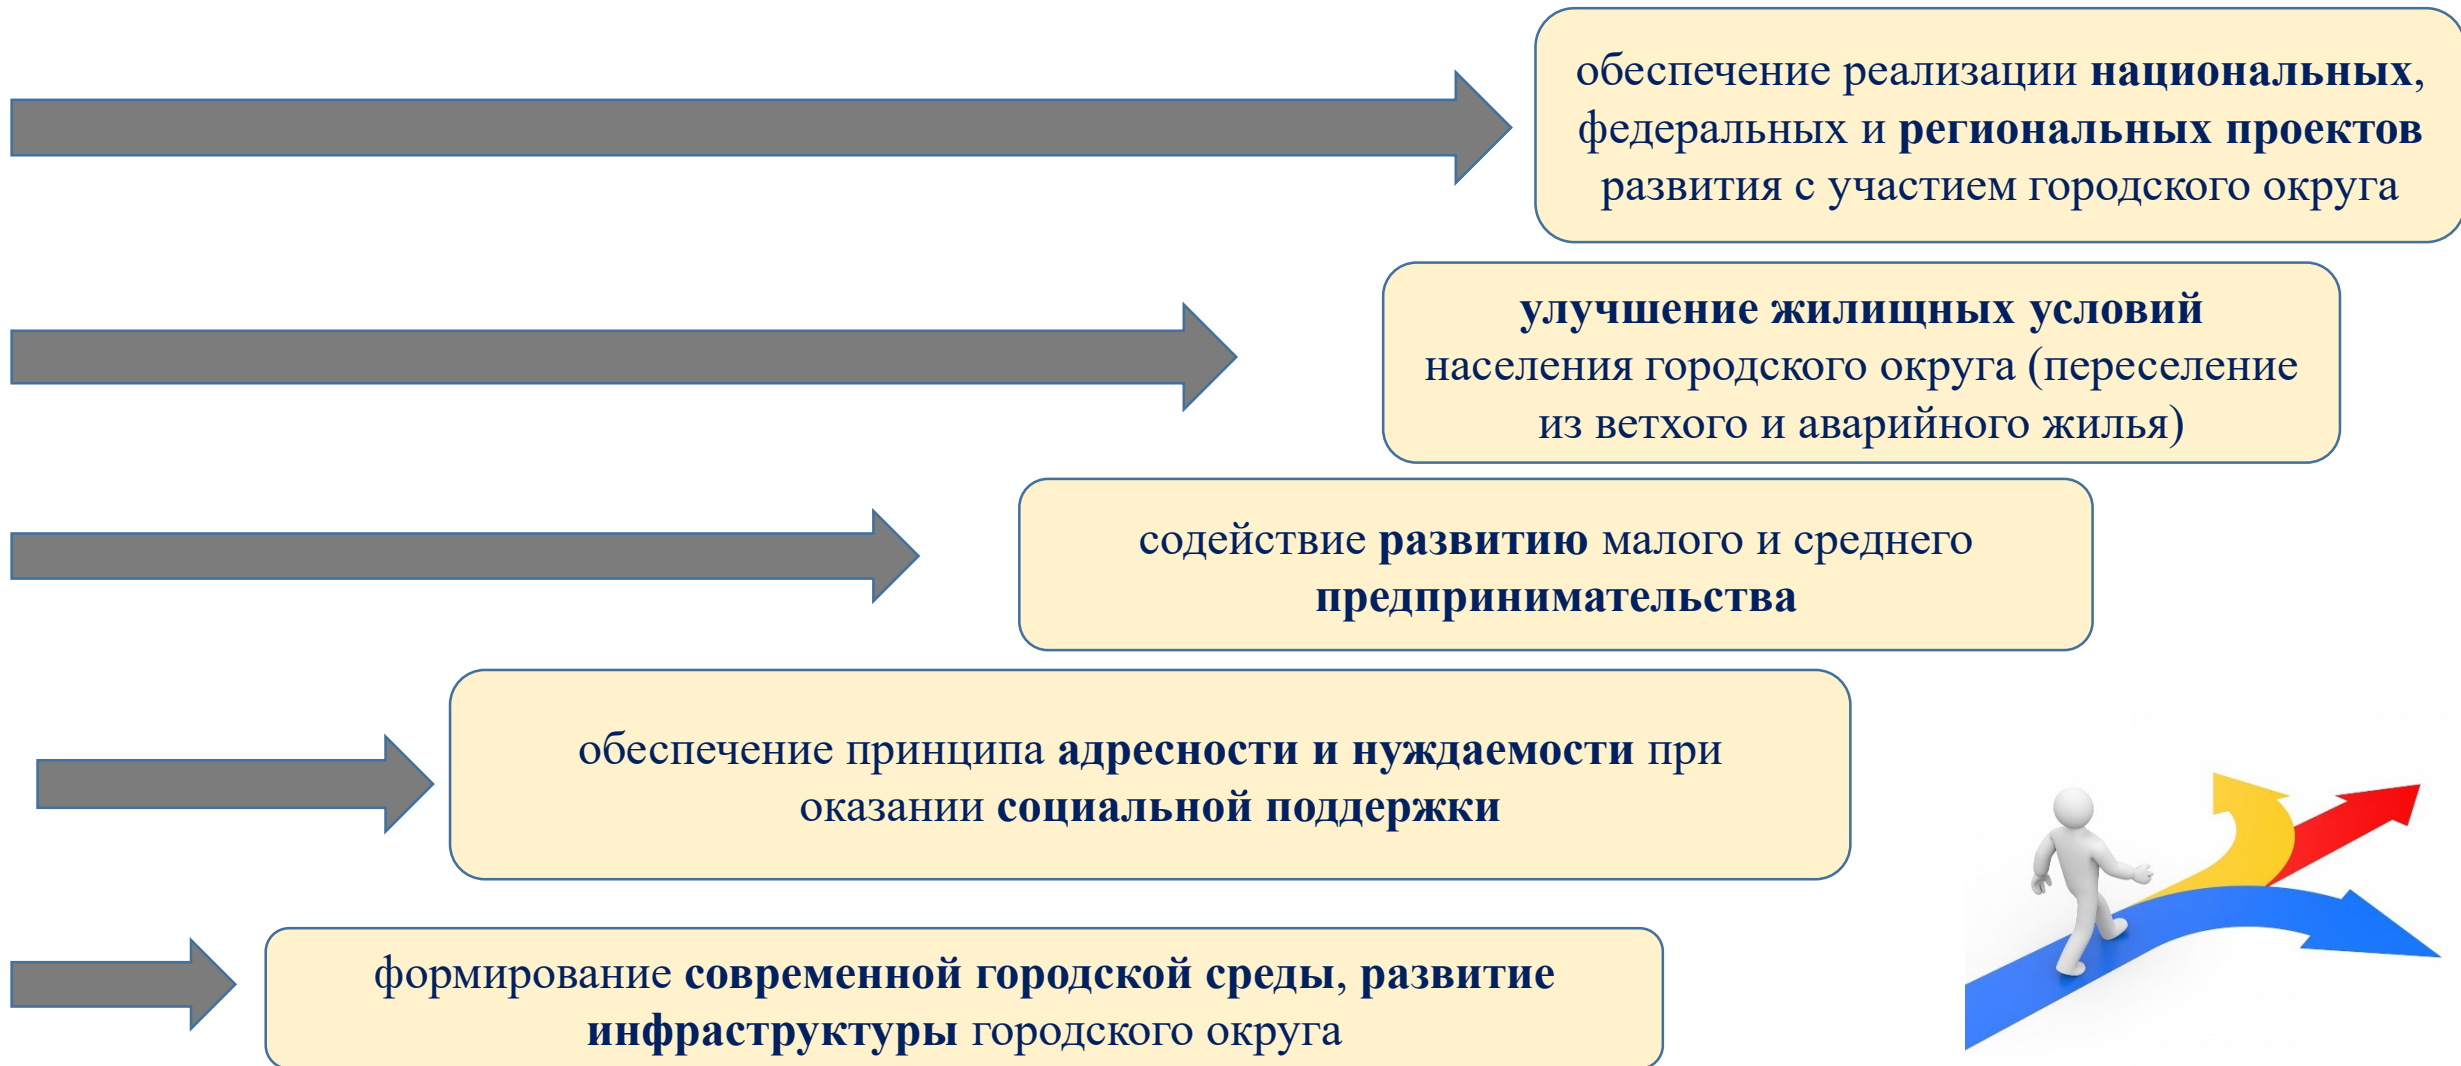 обеспечение реализации национальных,
федеральных и региональных проектов
развития с участием городского округа
улучшение жилищных условий
населения городского округа (переселение
из ветхого и аварийного жилья)
содействие развитию малого и среднего
предпринимательства
обеспечение принципа адресности и нуждаемости при
оказании социальной поддержки
формирование современной городской среды, развитие
инфраструктуры городского округа